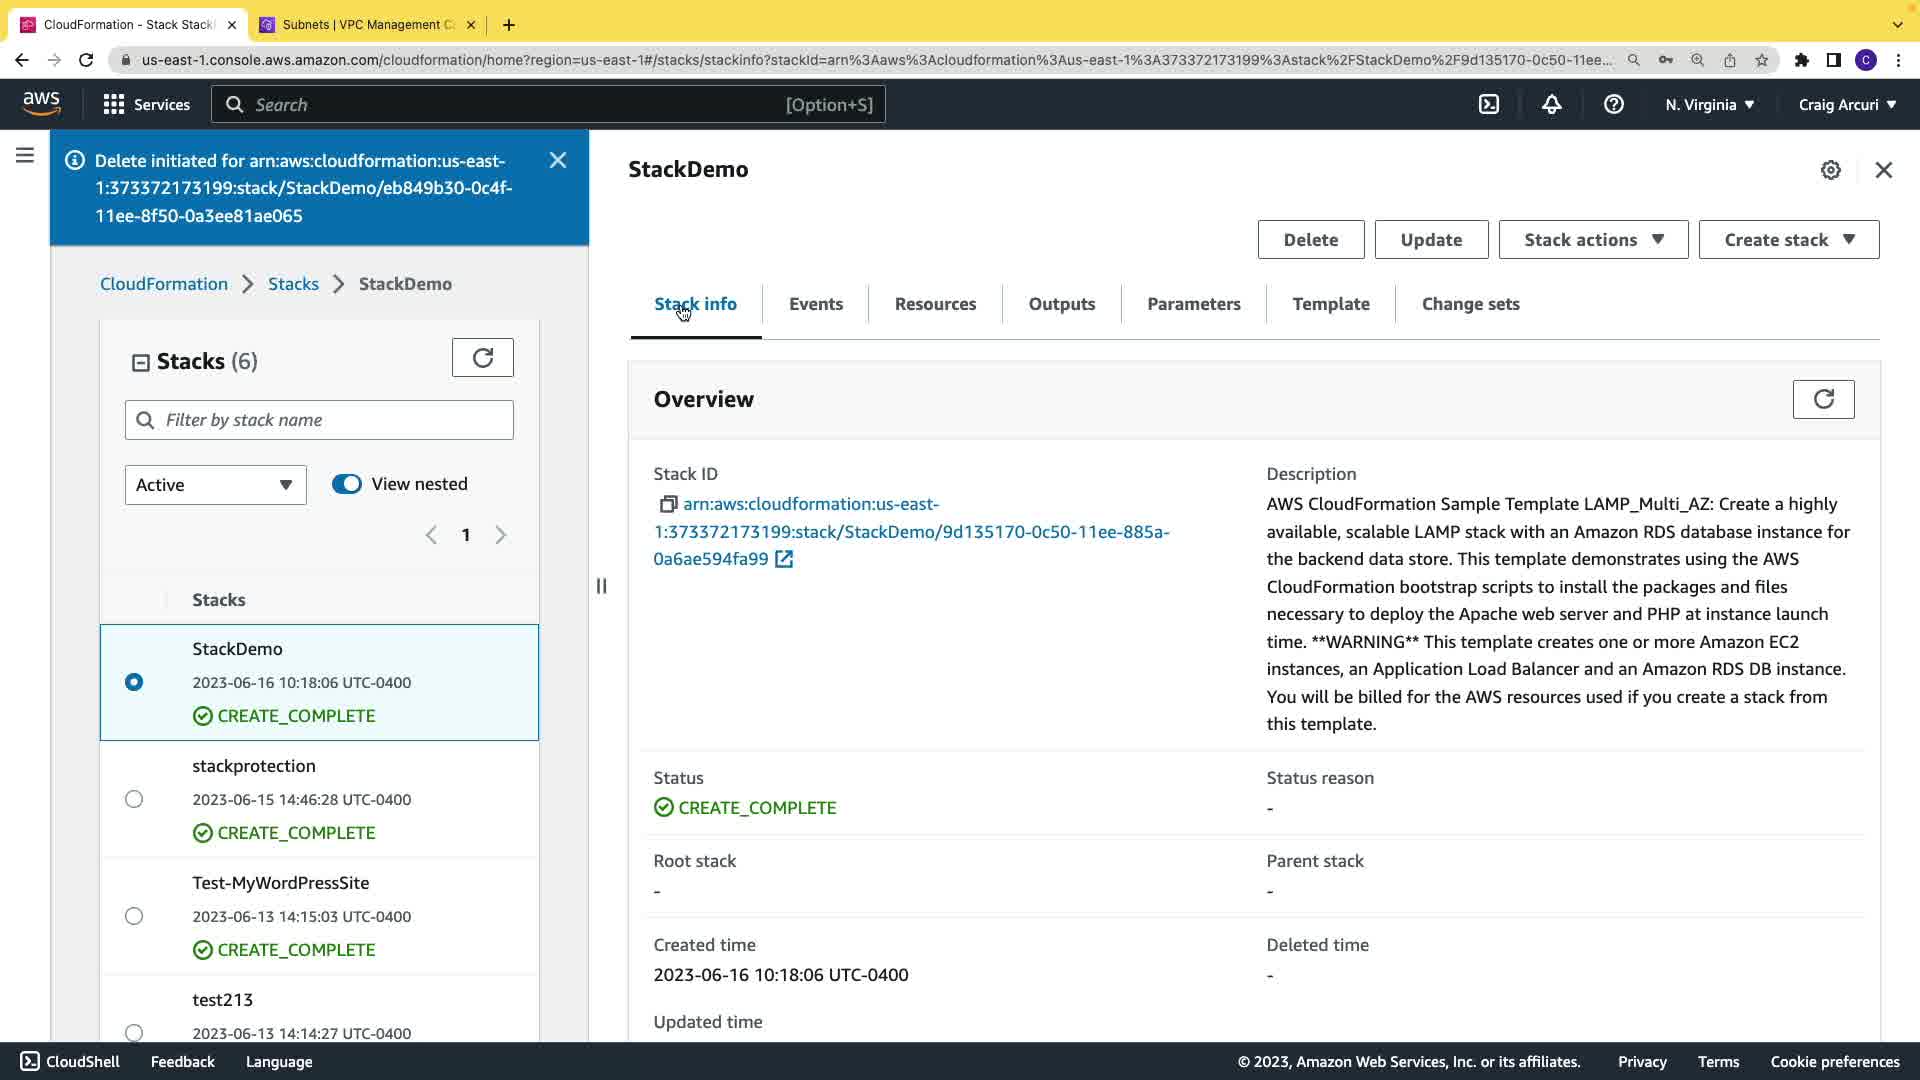 CloudFormation - Stack Stack
Subnets | VPC Management C
us-east-1.console.aws.amazon.com/cloudformation/home?region=us-east-1#/stacks/stackinfo?stackId=arn%3Aaws%3Acloudformation%3Aus-east-1%3A373372173199%3Astack%2FStackDemo%2F9d135170-0c50-11ee...
C
aws
Services
Search
[Option+S]
N. Virginia
Craig Arcuri
Delete initiated for arn:aws:cloudformation:us-east-
1:373372173199:stack/StackDemo/eb849b30-0c4f-
11ee-8f50-0a3ee81ae065
CloudFormation
Stacks
StackDemo
Stacks (6)
Filter by stack name
Active
View nested
1
Stacks
StackDemo
2023-06-16 10:18:06 UTC-0400
CREATE_COMPLETE
stackprotection
2023-06-15 14:46:28 UTC-0400
CREATE_COMPLETE
Test-MyWordPressSite
2023-06-13 14:15:03 UTC-0400
CREATE_COMPLETE
test213
2023-06-13 14:14:27 UTC-0400
StackDemo
Delete
Update
Stack actions
Create stack
Stack info
Events
Resources
Outputs
Parameters
Template
Change sets
Overview
Stack ID
arn:aws:cloudformation:us-east-
1:373372173199:stack/StackDemo/9d135170-0c50-11ee-885a-
0a6ae594fa99
Description
AWS CloudFormation Sample Template LAMP_Multi_AZ: Create a highly
available, scalable LAMP stack with an Amazon RDS database instance for
the backend data store. This template demonstrates using the AWS
CloudFormation bootstrap scripts to install the packages and files
necessary to deploy the Apache web server and PHP at instance launch
time. **WARNING** This template creates one or more Amazon EC2
instances, an Application Load Balancer and an Amazon RDS DB instance.
You will be billed for the AWS resources used if you create a stack from
this template.
Status
CREATE_COMPLETE
Status reason
-
Root stack
-
Parent stack
-
Created time
2023-06-16 10:18:06 UTC-0400
Deleted time
-
Updated time
CloudShell
Feedback
Language
© 2023, Amazon Web Services, Inc. or its affiliates.
Privacy
Terms
Cookie preferences